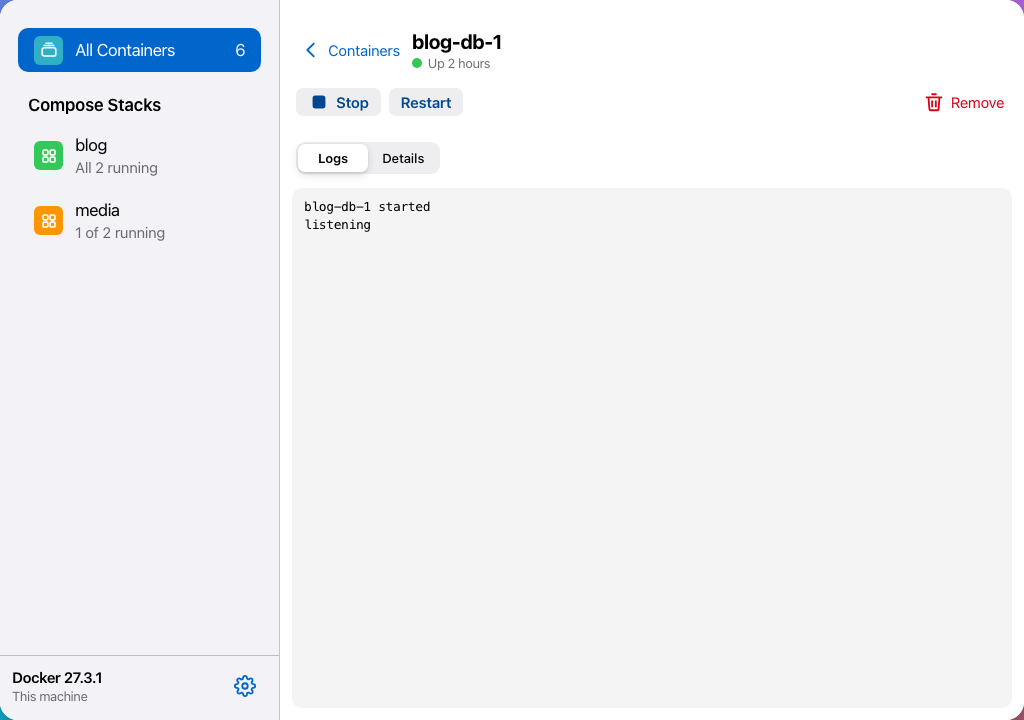 All Containers 6
Compose Stacks
blog
All 2 running
media
1 of 2 running
Docker 27.3.1
This machine
Containers
blog-db-1
Up 2 hours
Stop
Restart
Remove
Logs
Details
blog-db-1 started
listening